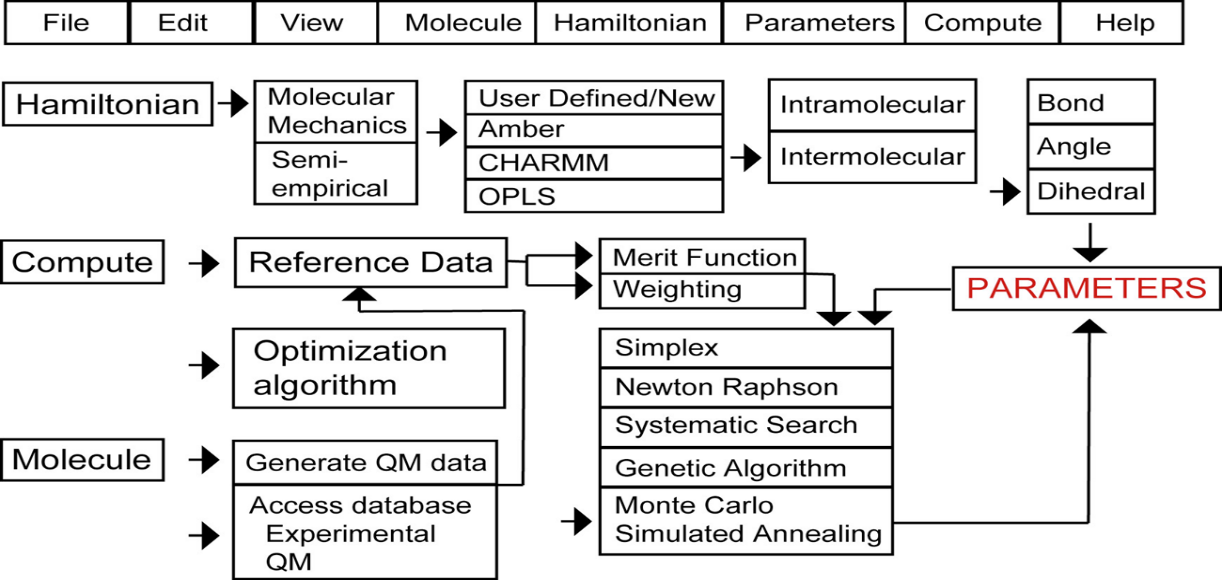 File Edit View Molecule Hamiltonian Parameters Compute Help
Hamiltonian
Molecular
Mechanics
Semi-
empirical
User Defined/New
Amber
CHARMM
OPLS
Intramolecular
Intermolecular
Bond
Angle
Dihedral
Compute
Reference Data
Merit Function
Weighting
PARAMETERS
Optimization
algorithm
Simplex
Newton Raphson
Systematic Search
Genetic Algorithm
Monte Carlo
Simulated Annealing
Molecule
Generate QM data
Access database
Experimental
QM